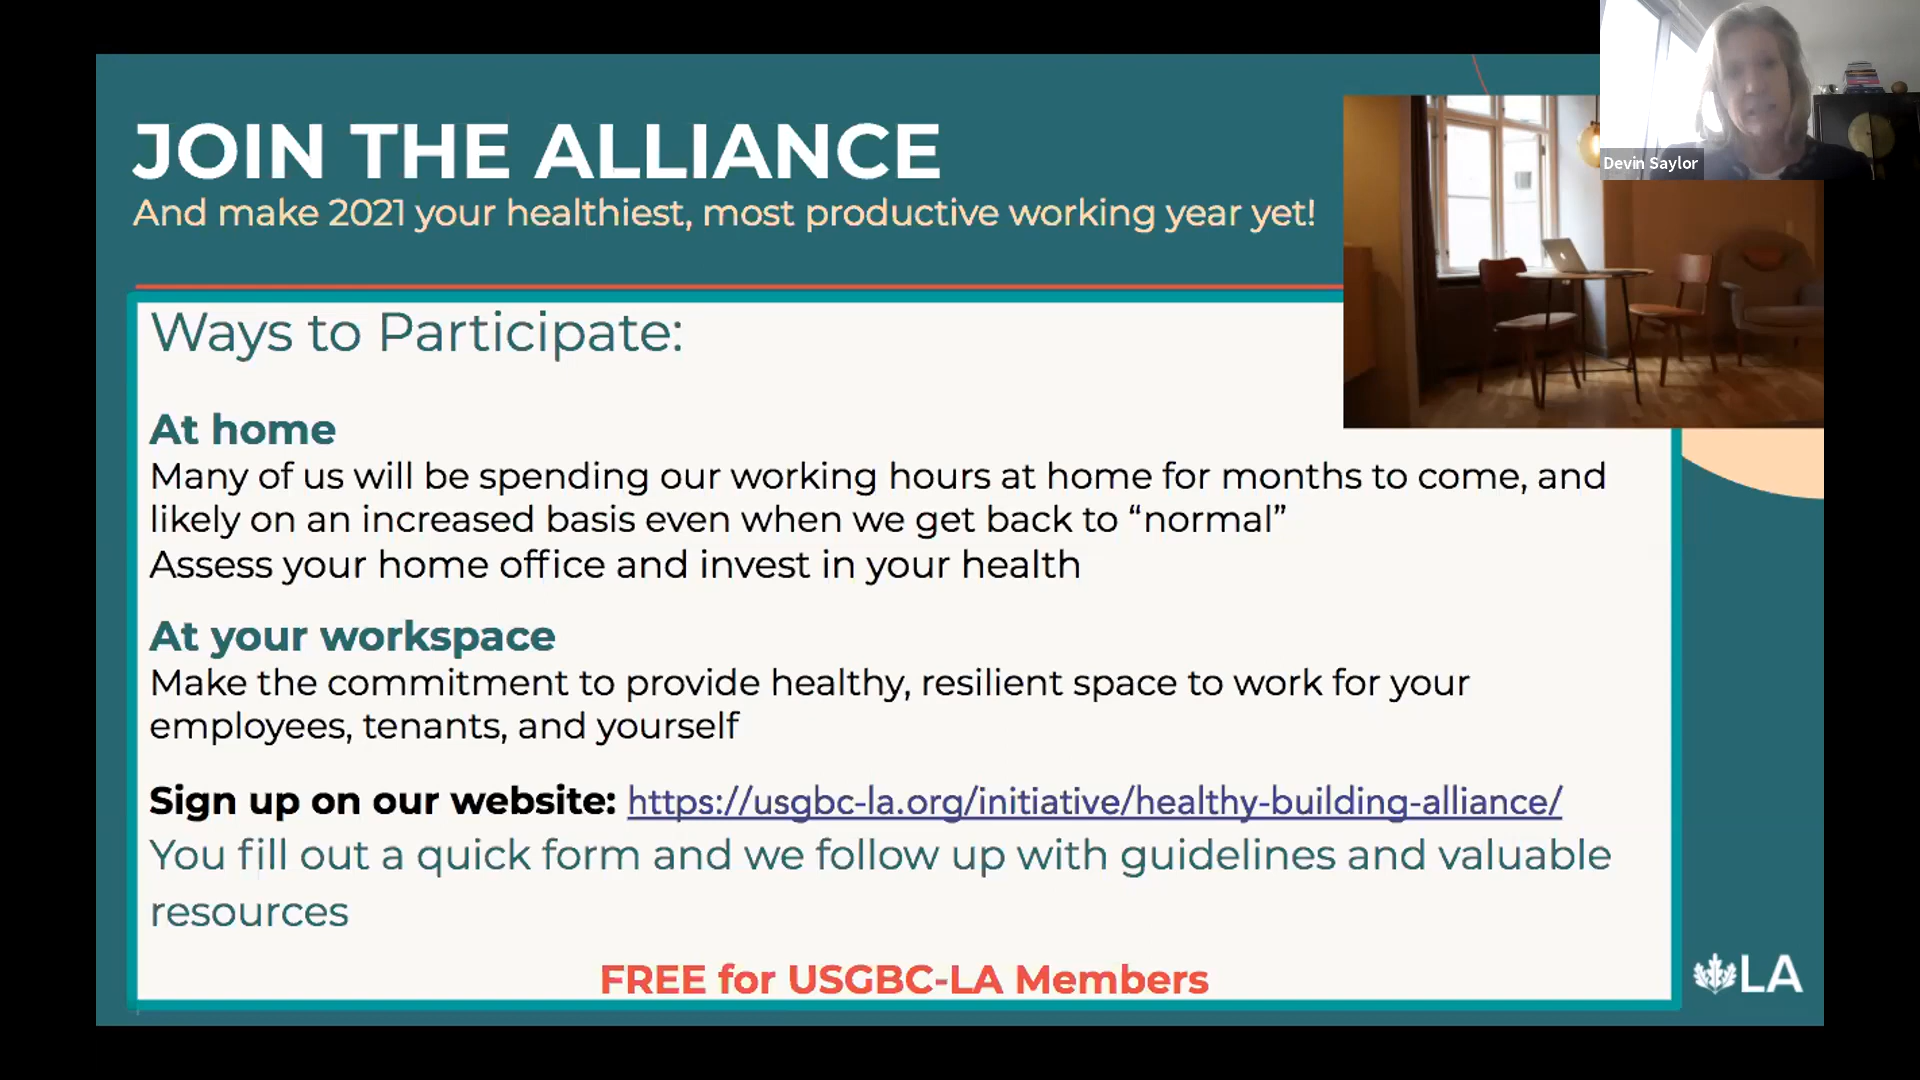 JOIN THE ALLIANCE
And make 2021 your healthiest, most productive working year yet!
Devin Saylor
Ways to Participate:
At home
Many of us will be spending our working hours at home for months to come, and
likely on an increased basis even when we get back to “normal”
Assess your home office and invest in your health
At your workspace
Make the commitment to provide healthy, resilient space to work for your
employees, tenants, and yourself
Sign up on our website: https://usgbc-la.org/initiative/healthy-building-alliance/
You fill out a quick form and we follow up with guidelines and valuable
resources
FREE for USGBC-LA Members
LA